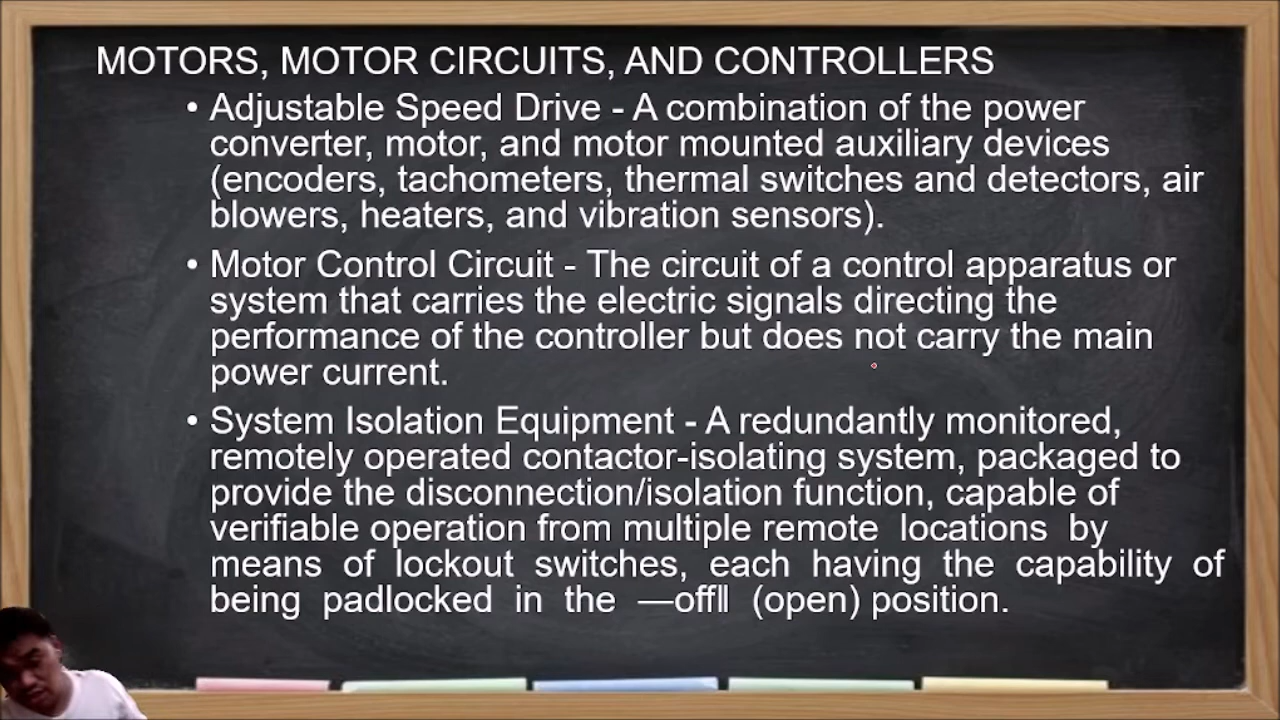 MOTORS, MOTOR CIRCUITS, AND CONTROLLERS
• Adjustable Speed Drive - A combination of the power
converter, motor, and motor mounted auxiliary devices
(encoders, tachometers, thermal switches and detectors, air
blowers, heaters, and vibration sensors).
• Motor Control Circuit - The circuit of a control apparatus or
system that carries the electric signals directing the
performance of the controller but does not carry the main
power current.
• System Isolation Equipment - A redundantly monitored,
remotely operated contactor-isolating system, packaged to
provide the disconnection/isolation function, capable of
verifiable operation from multiple remote locations by
means of lockout switches, each having the capability of
being padlocked in the ―off‖ (open) position.